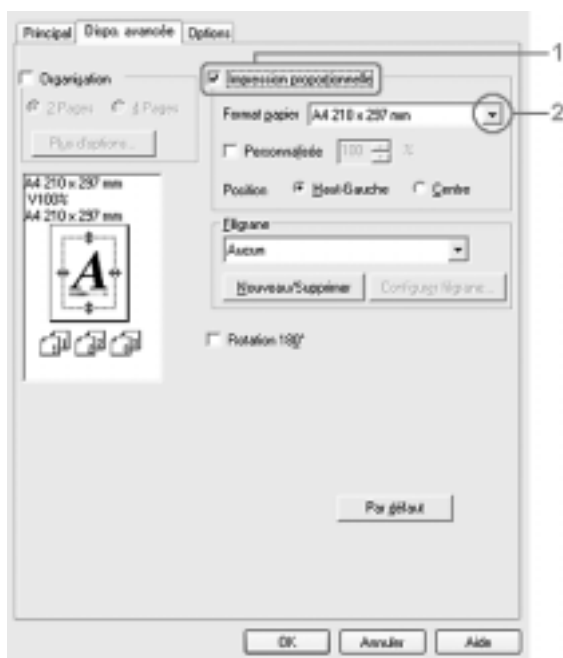 Principal Dispo. avancée Options
1
Organisation
Impression proportionnelle
2 Pages 4 Pages
Format papier A4 210 x 297 mm
2
Plus d'options...
Personnalisée 100 %
Position Haut-Gauche Centre
A4 210 x 297 mm
V100%
A4 210 x 297 mm
Filigrane
Aucun
A
Nouveau/Supprimer Configurer filigrane...
Rotation 180°
Par défaut
OK Annuler Aide